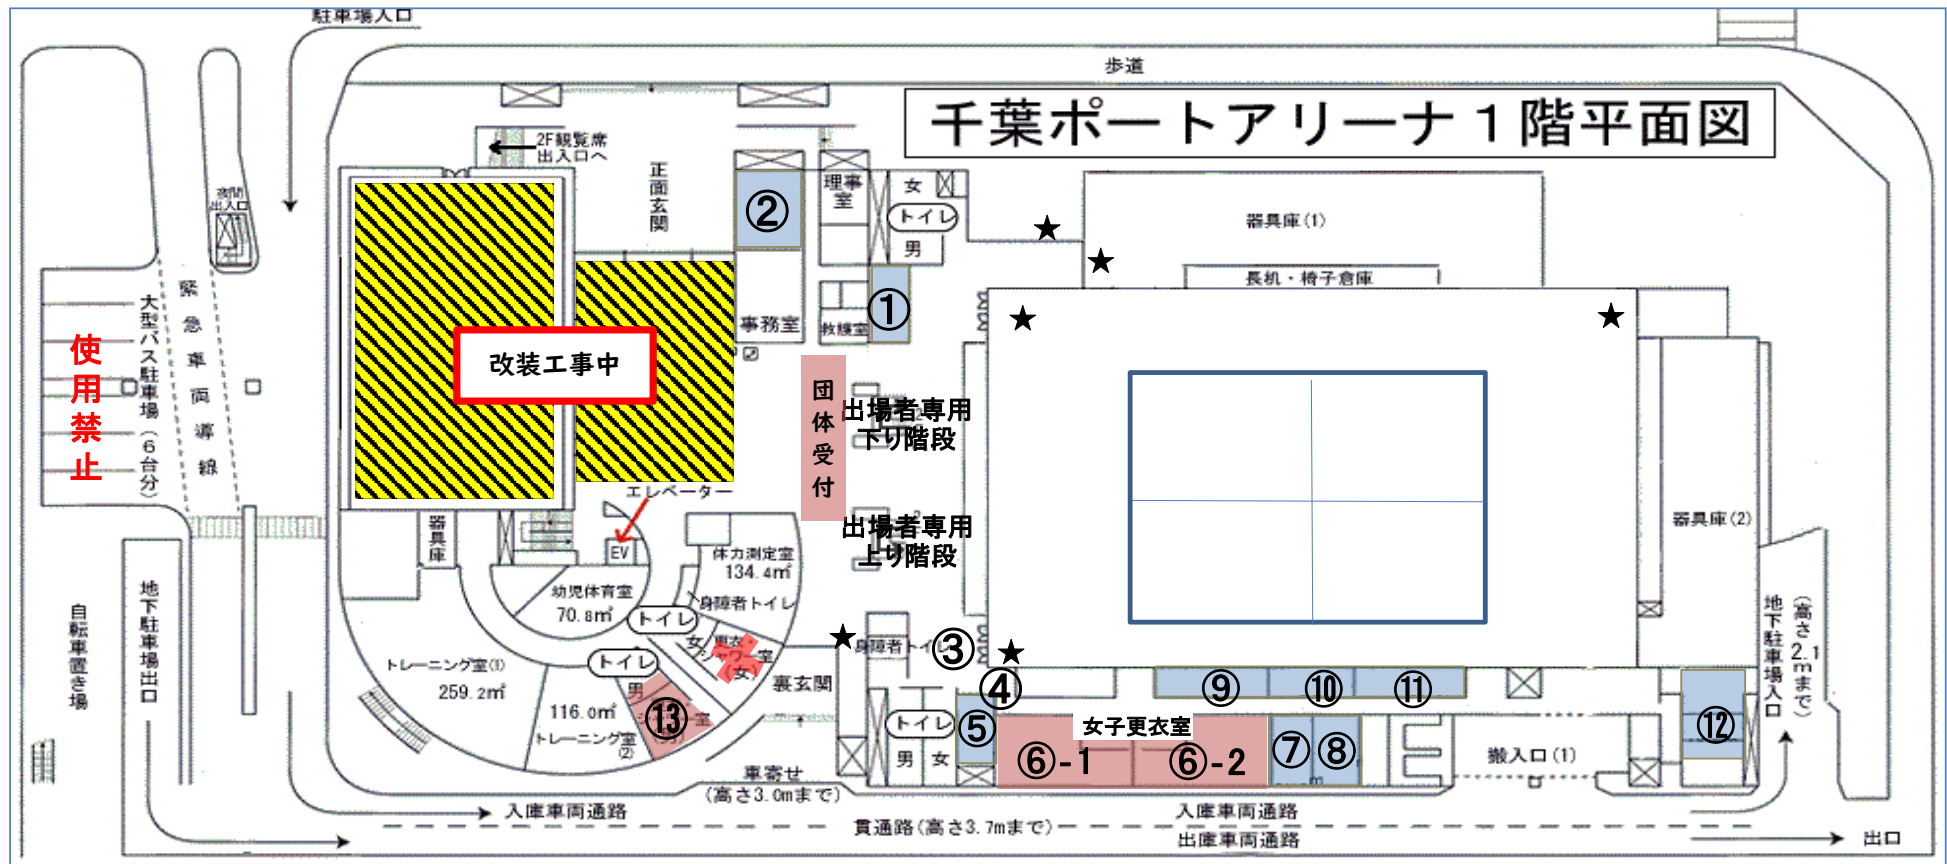 駐車場入口
歩道
千葉ポートアリーナ１階平面図
2F観覧席
出入口へ
正面玄関
②
理事室
女
トイレ
男
夜間
出入口
器具庫(1)
長机・椅子倉庫
①
事務室
救護室
★
★
★
★
緊急車両導線
大型バス駐車場（6台分）
使用禁止
改装工事中
団体受付
出場者専用
下り階段
出場者専用
上り階段
エレベーター
EV
器具庫
体力測定室
134.4㎡
幼児体育室
70.8㎡
身障者トイレ
トイレ
女
更衣・
シャワー室
(女)
トイレ
男
⑬
トレーニング室(1)
259.2㎡
116.0㎡
トレーニング室
(2)
裏玄関
★
身障者トイレ
③
★
④
⑤
トイレ
男
女
女子更衣室
⑥-1
⑥-2
⑦
⑧
⑨
⑩
⑪
⑫
器具庫(2)
搬入口(1)
地下駐車場入口
(高さ2.1mまで)
自転車置き場
地下駐車場出口
車寄せ
(高さ3.0mまで)
入庫車両通路
貫通路(高さ3.7mまで)
入庫車両通路
出庫車両通路
出口